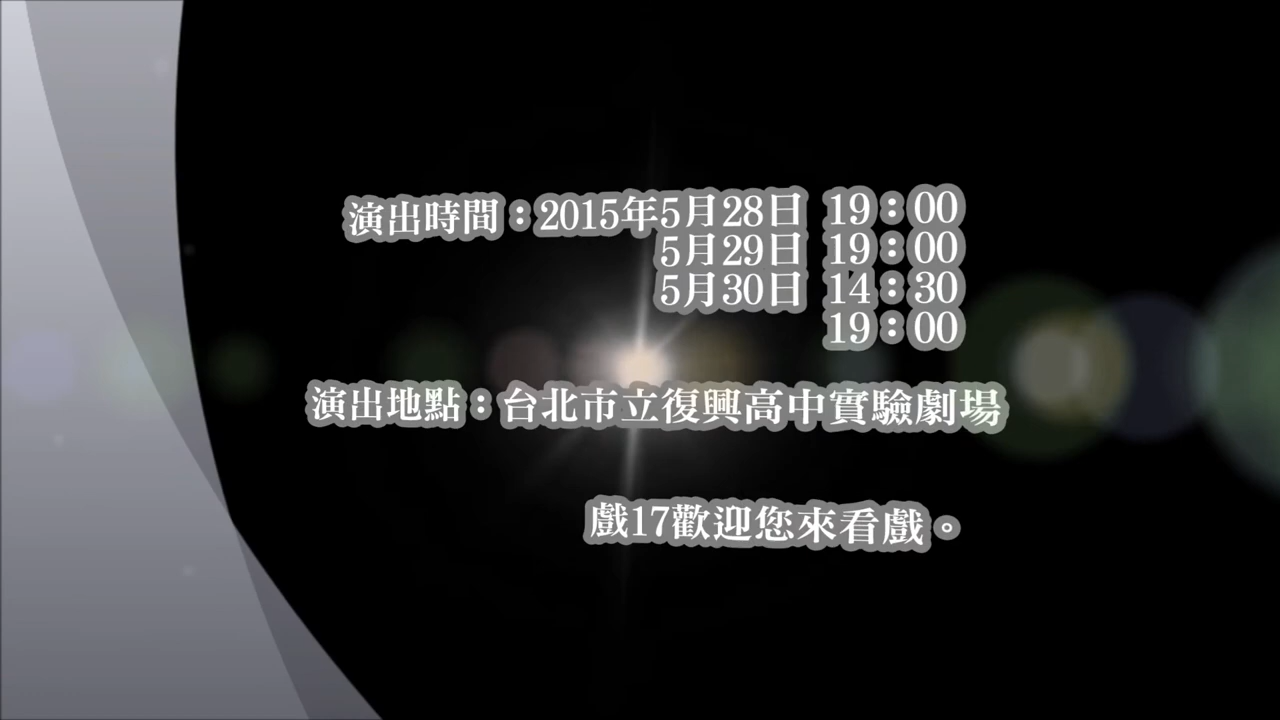 演出時間：2015年5月28日 19：00
5月29日 19：00
5月30日 14：30
19：00
演出地點：台北市立復興高中實驗劇場
戲17歡迎您來看戲。